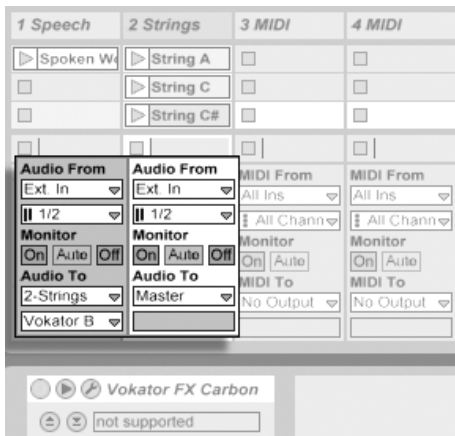 1 Speech 2 Strings 3 MIDI 4 MIDI
Spoken We String A
String C
String C#
Audio From Audio From MIDI From MIDI From
Ext. In Ext. In All Ins All Ins
1/2 1/2 All Chann All Chann
Monitor Monitor Monitor Monitor
On Auto Off On Auto Off On Auto On Auto
Audio To Audio To MIDI To MIDI To
2-Strings Master No Output No Output
Vokator B
Vokator FX Carbon
not supported